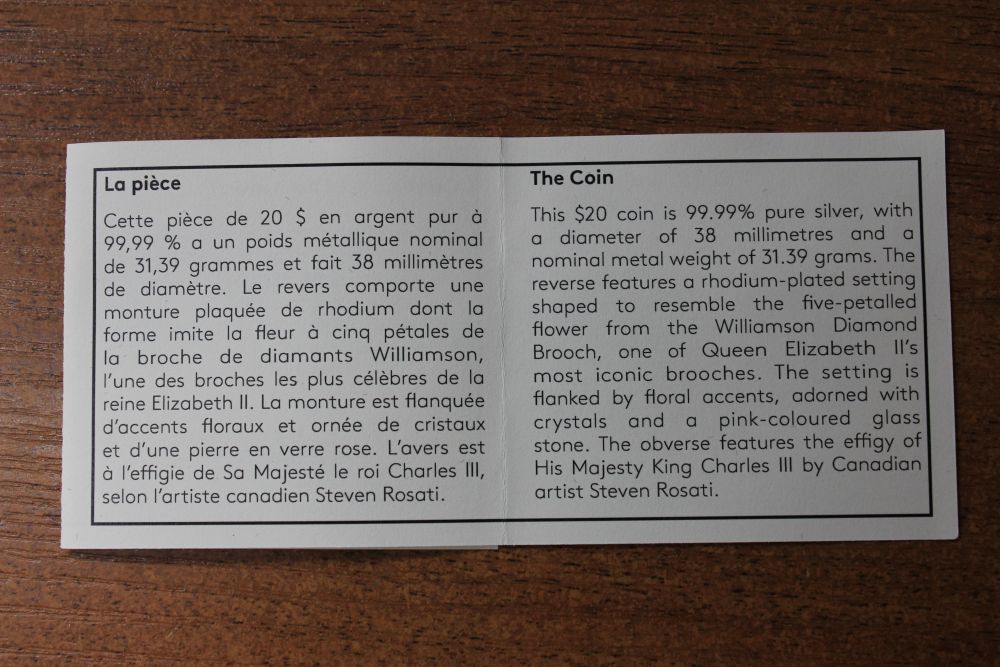 La pièce
Cette pièce de 20 $ en argent pur à
99,99 % a un poids métallique nominal
de 31,39 grammes et fait 38 millimètres
de diamètre. Le revers comporte une
monture plaquée de rhodium dont la
forme imite la fleur à cinq pétales de
la broche de diamants Williamson,
l'une des broches les plus célèbres de la
reine Elizabeth II. La monture est flanquée
d'accents floraux et ornée de cristaux
et d'une pierre en verre rose. L'avers est
à l'effigie de Sa Majesté le roi Charles III,
selon l'artiste canadien Steven Rosati.
The Coin
This $20 coin is 99.99% pure silver, with
a diameter of 38 millimetres and a
nominal metal weight of 31.39 grams. The
reverse features a rhodium-plated setting
shaped to resemble the five-petalled
flower from the Williamson Diamond
Brooch, one of Queen Elizabeth II's
most iconic brooches. The setting is
flanked by floral accents, adorned with
crystals and a pink-coloured glass
stone. The obverse features the effigy of
His Majesty King Charles III by Canadian
artist Steven Rosati.